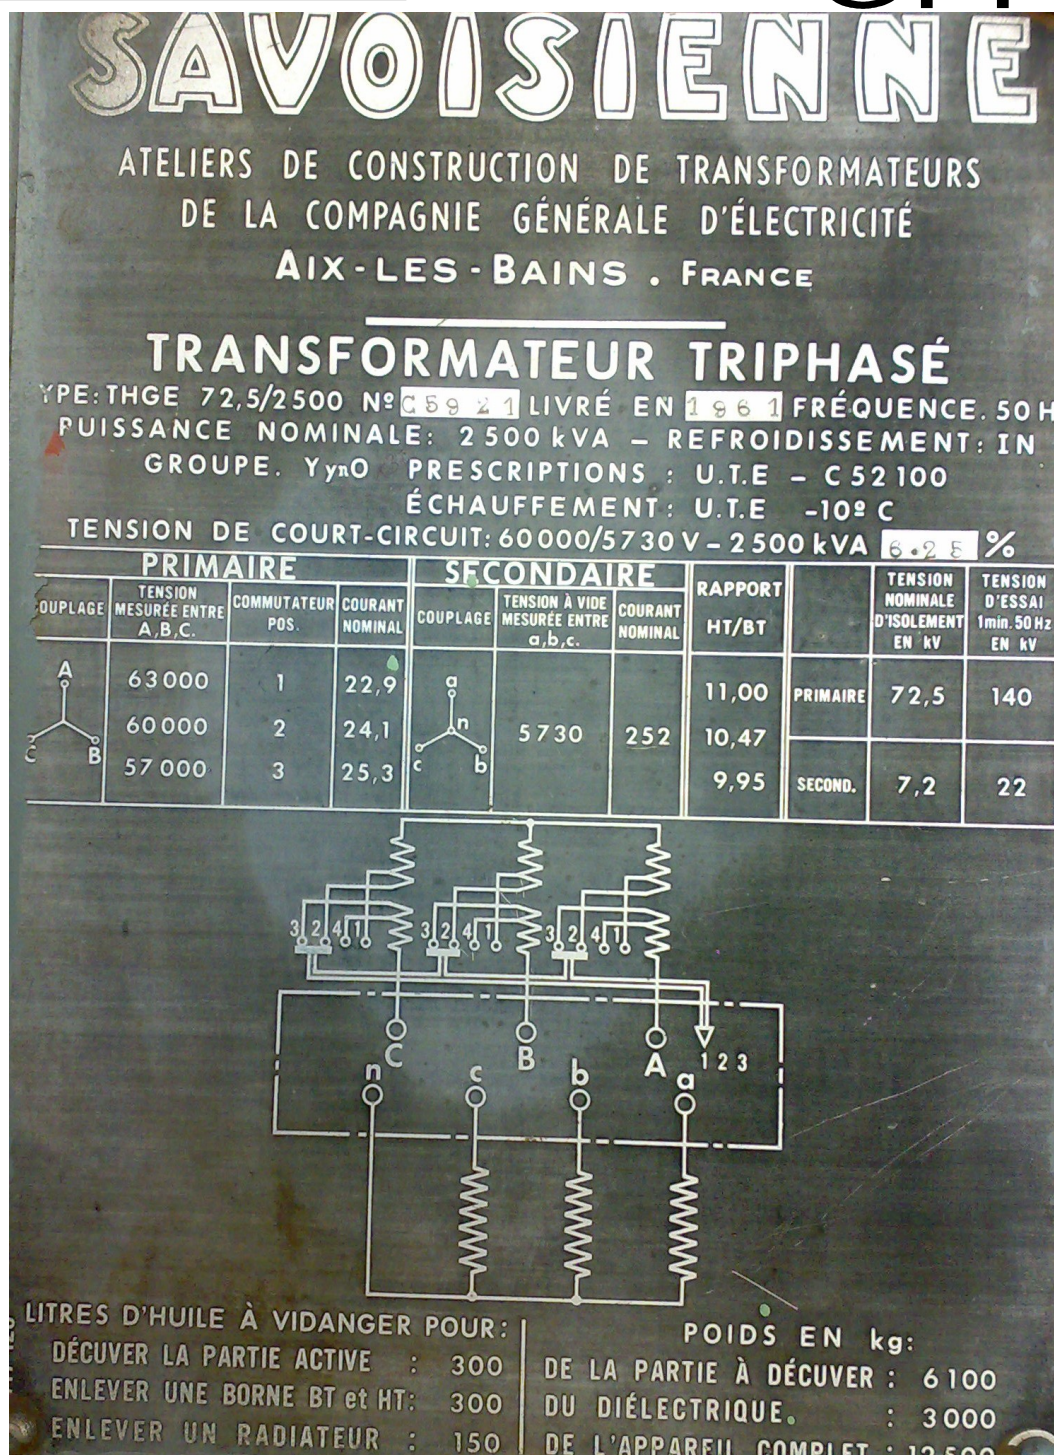 SAVOISIENNE
ATELIERS DE CONSTRUCTION DE TRANSFORMATEURS
DE LA COMPAGNIE GÉNÉRALE D'ÉLECTRICITÉ
AIX-LES-BAINS . FRANCE
TRANSFORMATEUR TRIPHASÉ
YPE: THGE 72,5/2500 Nº C5921 LIVRÉ EN 1961 FRÉQUENCE. 50 H
PUISSANCE NOMINALE: 2500 kVA – REFROIDISSEMENT: IN
GROUPE. YynO PRESCRIPTIONS : U.T.E – C 52100
ÉCHAUFFEMENT: U.T.E -10º C
TENSION DE COURT-CIRCUIT: 60000/5730 V – 2500 kVA 6.25 %
PRIMAIRE SECONDAIRE
OUPLAGE TENSION MESURÉE ENTRE A,B,C. COMMUTATEUR POS. COURANT NOMINAL COUPLAGE TENSION À VIDE MESURÉE ENTRE a,b,c. COURANT NOMINAL RAPPORT HT/BT TENSION NOMINALE D'ISOLEMENT EN kV TENSION D'ESSAI 1min. 50 Hz EN kV
A 63000 1 22,9 a 11,00 PRIMAIRE 72,5 140
60000 2 24,1 n 5730 252 10,47
C B 57000 3 25,3 c b 9,95 SECOND. 7,2 22
3 2 4 1 3 2 4 1 3 2 4 1
C B A 1 2 3
n c b a
LITRES D'HUILE À VIDANGER POUR:
DÉCUVER LA PARTIE ACTIVE : 300
ENLEVER UNE BORNE BT et HT: 300
ENLEVER UN RADIATEUR : 150
POIDS EN kg:
DE LA PARTIE À DÉCUVER : 6100
DU DIÉLECTRIQUE. : 3000
DE L'APPAREIL COMPLET :